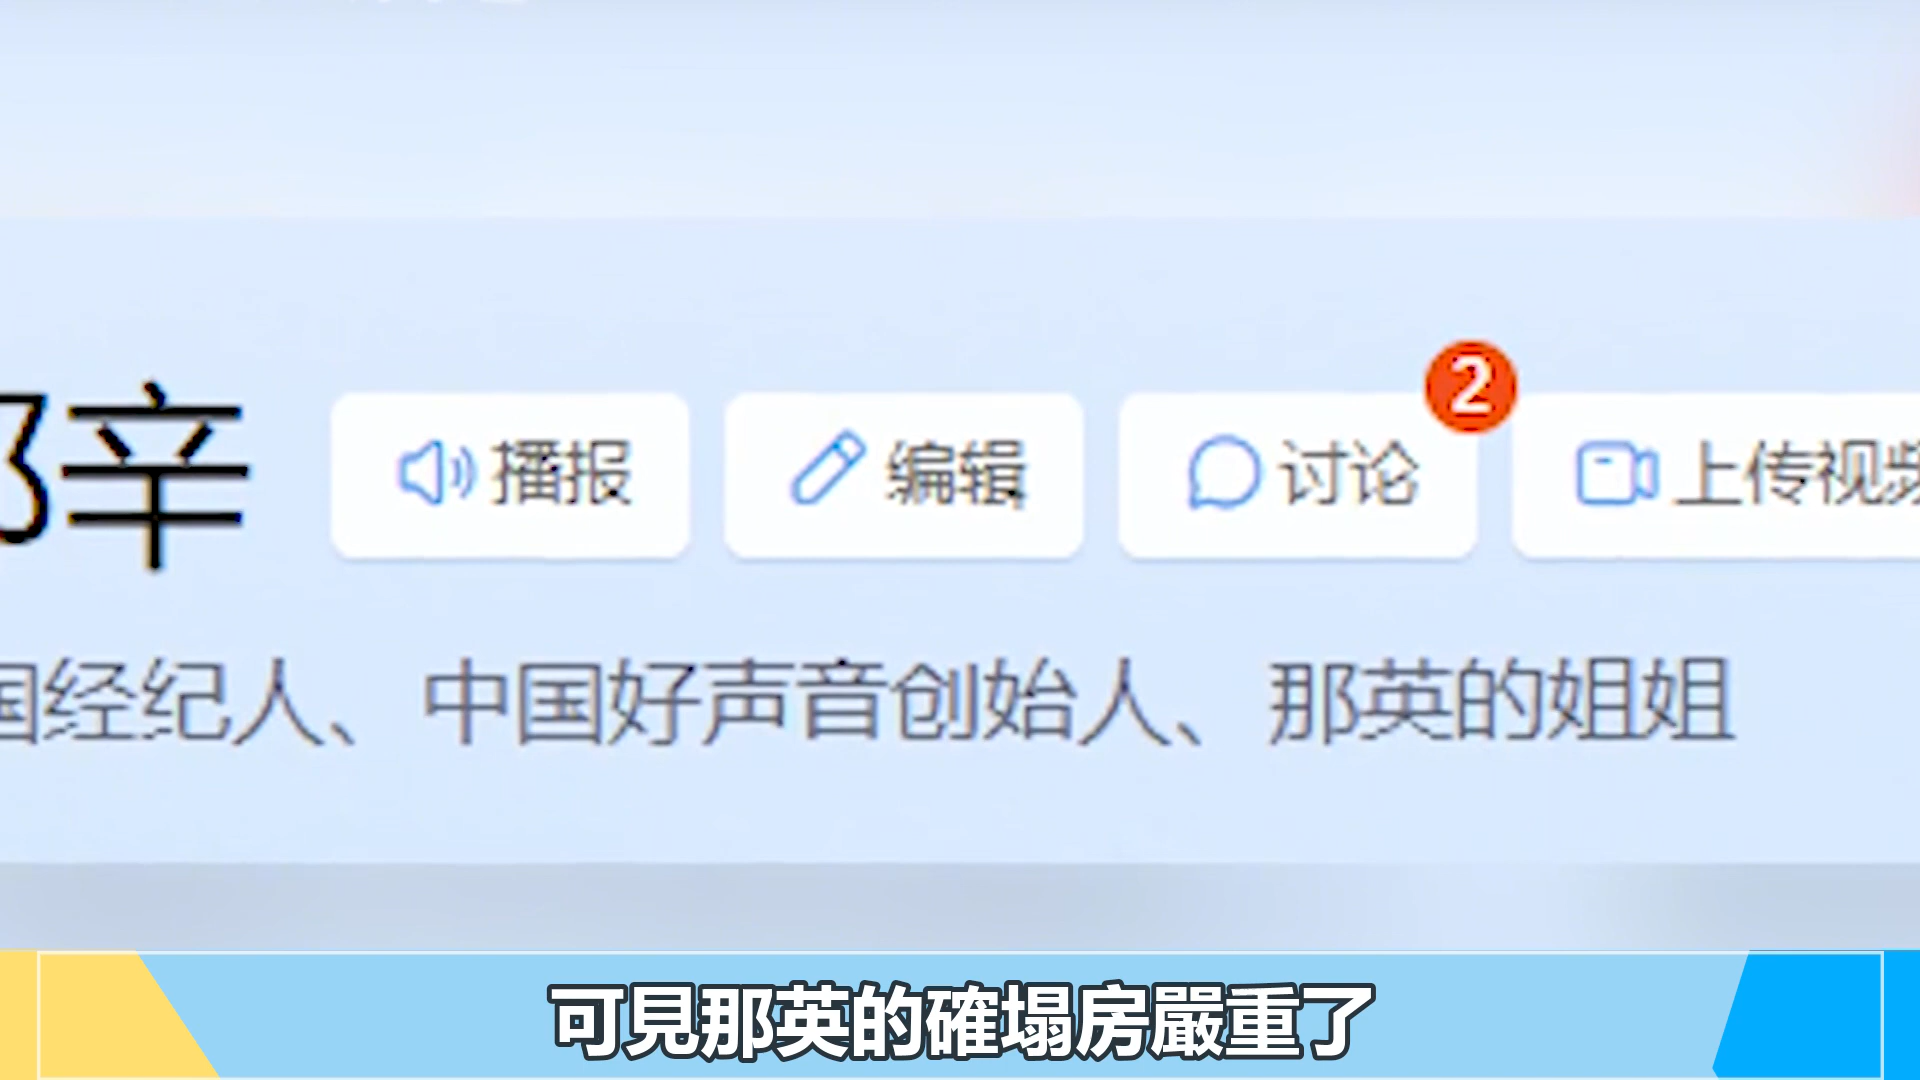 辛 播报 编辑 讨论 2 上传视频
国经纪人、中国好声音创始人、那英的姐姐
可見那英的確塌房嚴重了